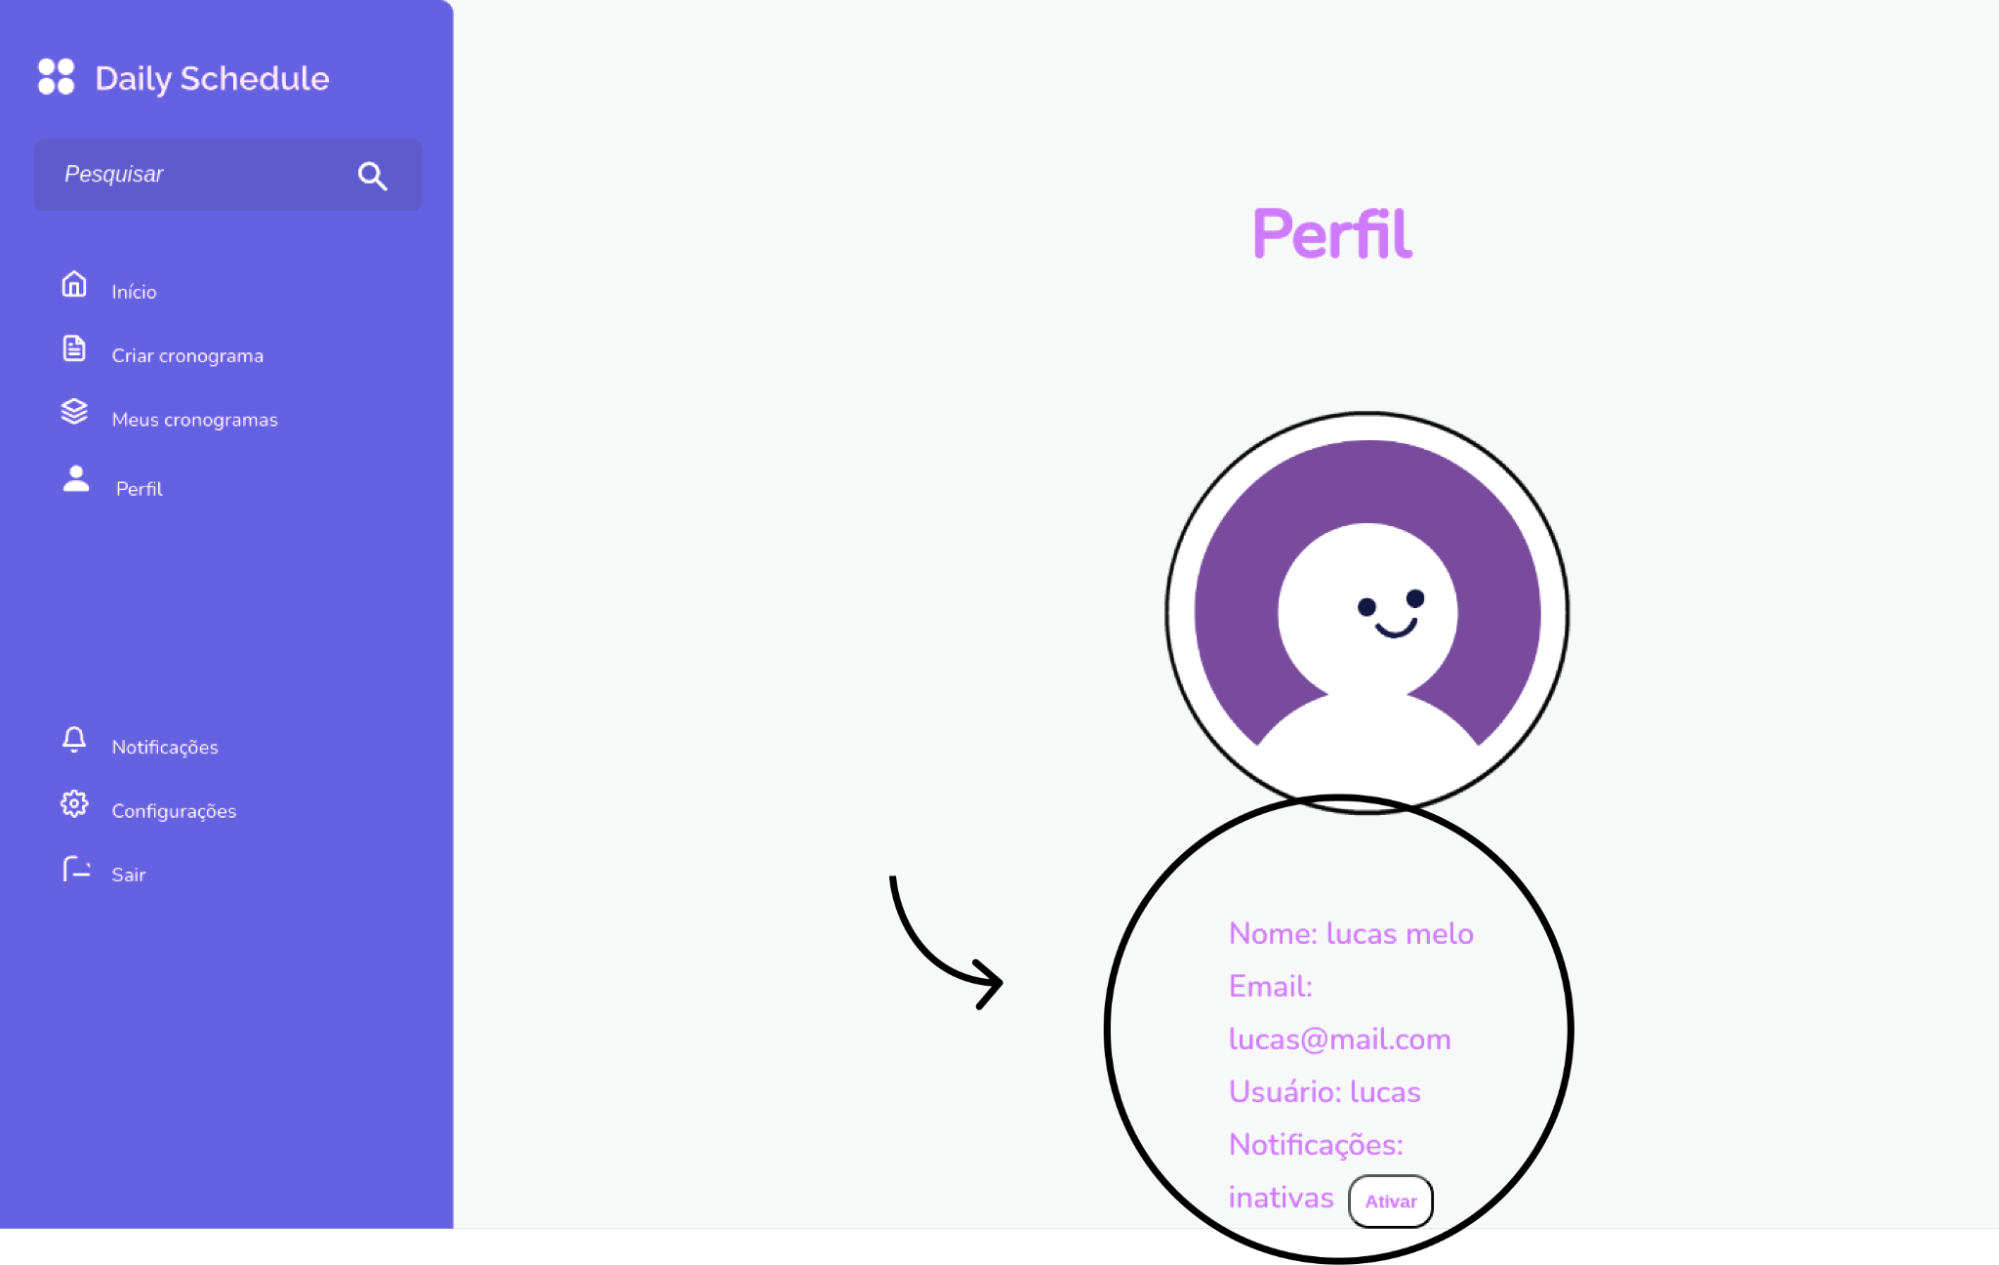 Daily Schedule
Pesquisar
Início
Criar cronograma
Meus cronogramas
Perfil
Notificações
Configurações
Sair
Perfil
Nome: lucas melo
Email:
lucas@mail.com
Usuário: lucas
Notificações:
inativas Ativar